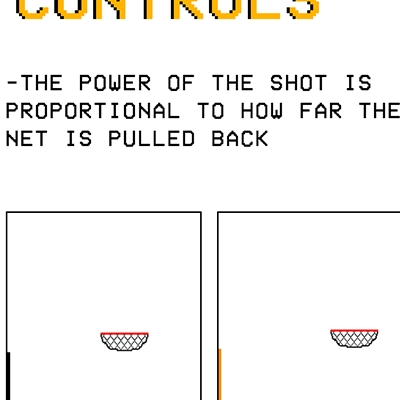 CONTROLS
-THE POWER OF THE SHOT IS
PROPORTIONAL TO HOW FAR THE
NET IS PULLED BACK